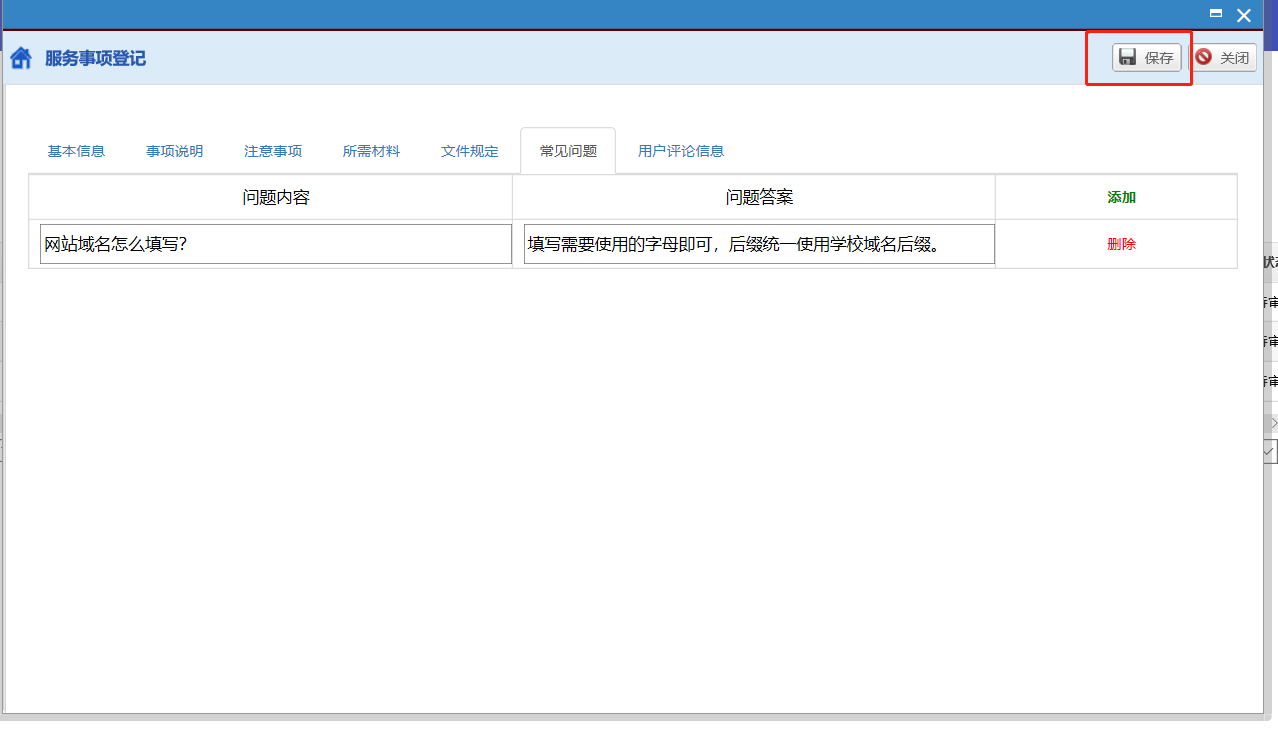 服务事项登记
保存 关闭
基本信息 事项说明 注意事项 所需材料 文件规定 常见问题 用户评论信息
问题内容 问题答案 添加
网站域名怎么填写？ 填写需要使用的字母即可，后缀统一使用学校域名后缀。 删除